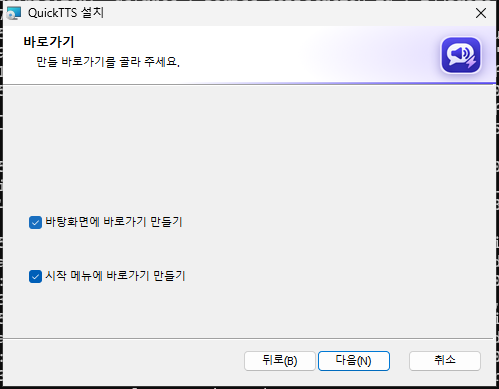 QuickTTS 설치
바로가기
만들 바로가기를 골라 주세요.
바탕화면에 바로가기 만들기
시작 메뉴에 바로가기 만들기
뒤로(B)
다음(N)
취소